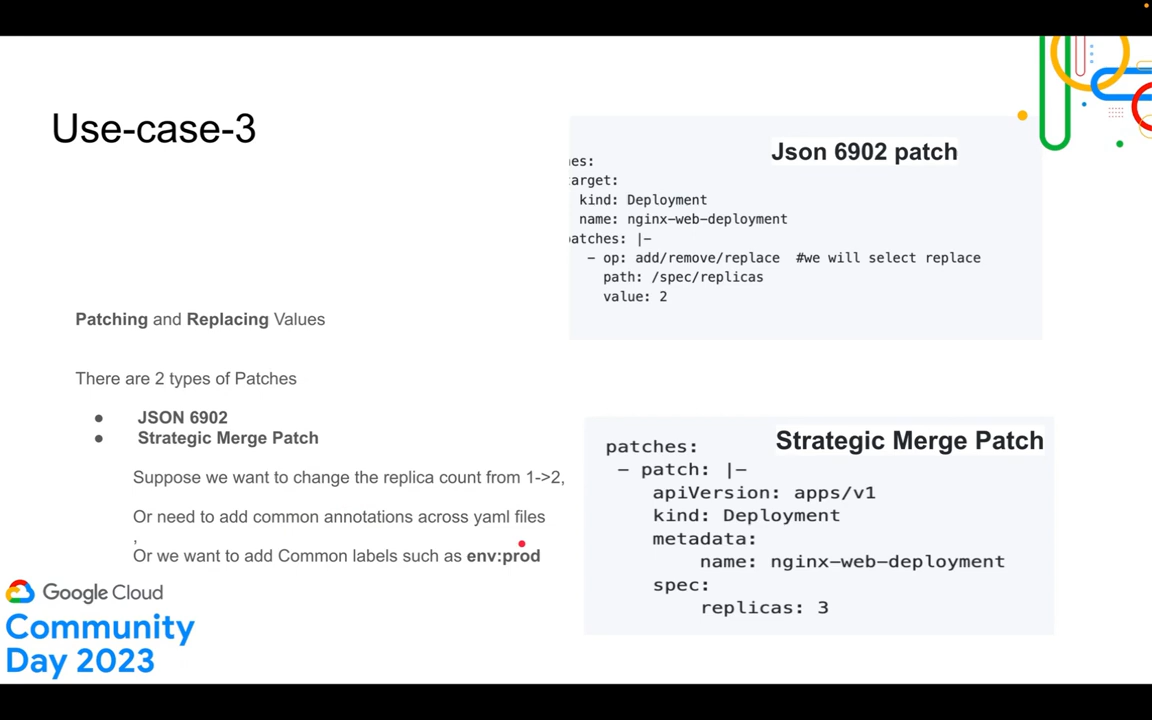 Use-case-3
Patching and Replacing Values
There are 2 types of Patches
● JSON 6902
● Strategic Merge Patch
Suppose we want to change the replica count from 1->2,
Or need to add common annotations across yaml files
,
Or we want to add Common labels such as env:prod
Json 6902 patch
es:
arget:
kind: Deployment
name: nginx-web-deployment
atches: |-
- op: add/remove/replace #we will select replace
path: /spec/replicas
value: 2
Strategic Merge Patch
patches:
- patch: |-
apiVersion: apps/v1
kind: Deployment
metadata:
name: nginx-web-deployment
spec:
replicas: 3
Google Cloud
Community
Day 2023